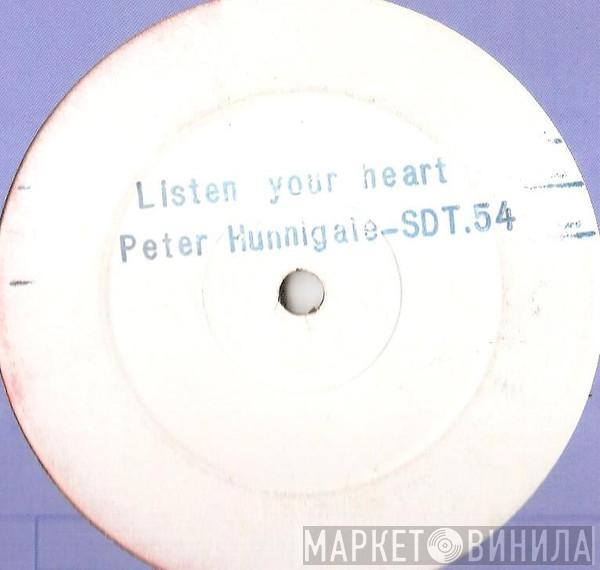 Listen your heart
Peter Hunnigale-SDT.54
МАРКЕТ ВИНИЛА